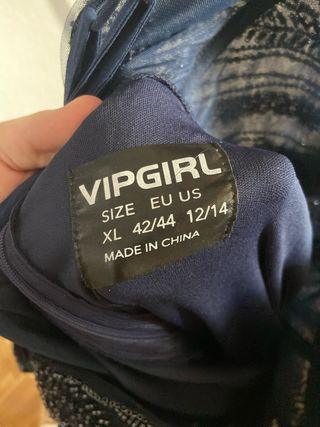 VIPGIRL
SIZE EU US
XL 42/44 12/14
MADE IN CHINA